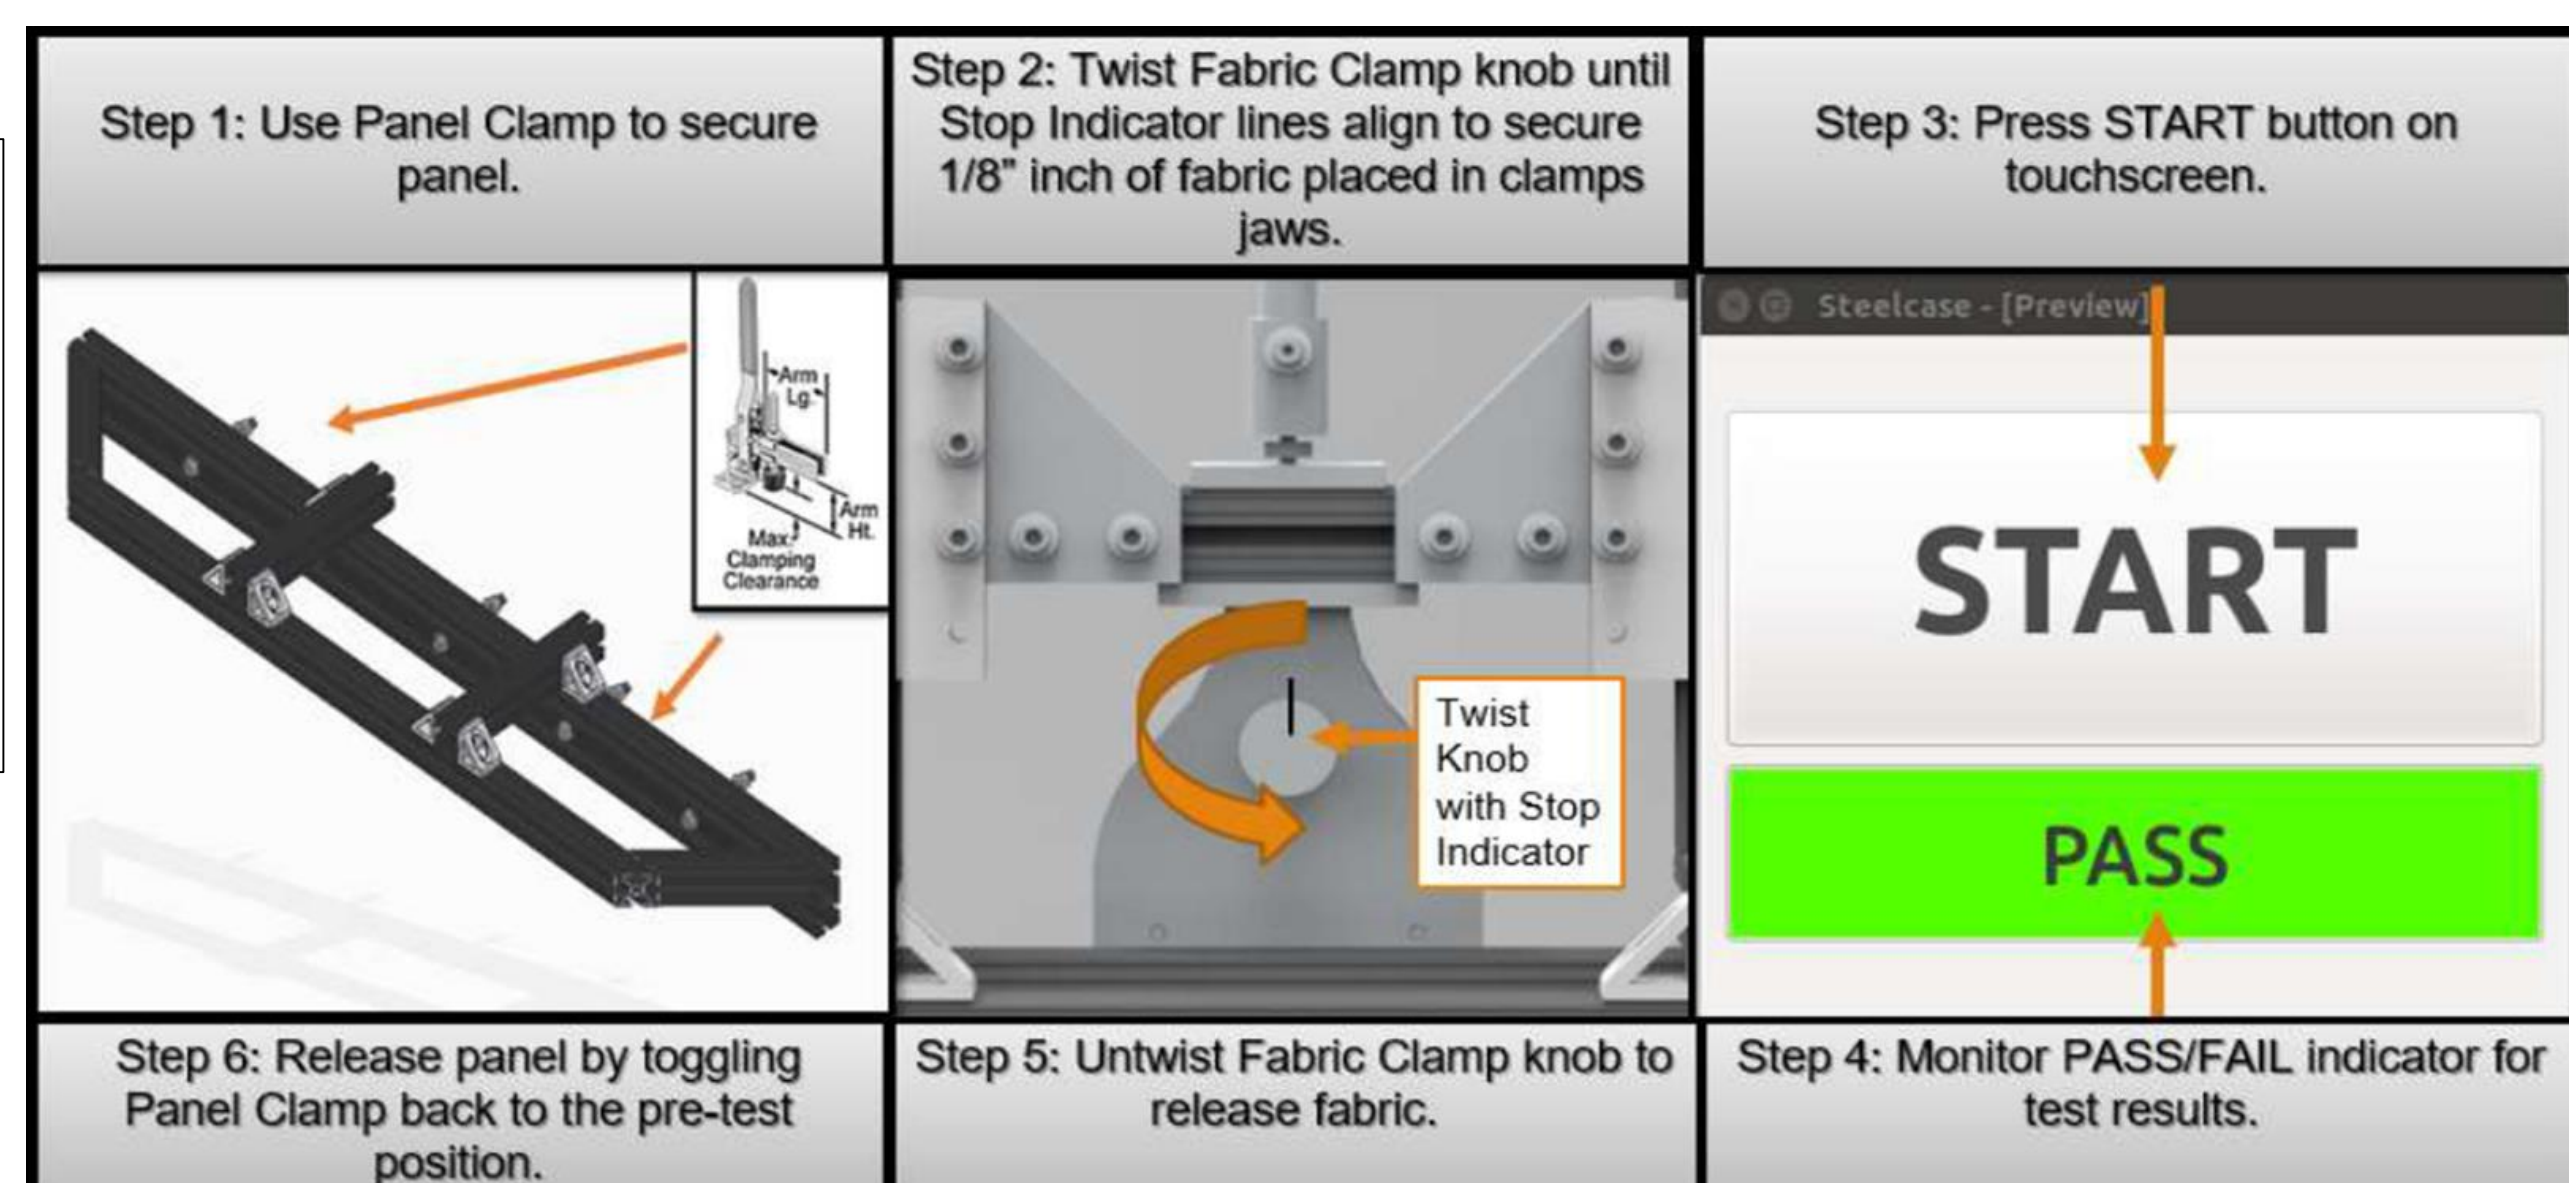 Step 1: Use Panel Clamp to secure
panel.
Step 2: Twist Fabric Clamp knob until
Stop Indicator lines align to secure
1/8” inch of fabric placed in clamps
jaws.
Step 3: Press START button on
touchscreen.
Arm
Lg.
Arm
Ht.
Max.
Clamping
Clearance
Twist
Knob
with Stop
Indicator
Steelcase - [Preview]
START
PASS
Step 6: Release panel by toggling
Panel Clamp back to the pre-test
position.
Step 5: Untwist Fabric Clamp knob to
release fabric.
Step 4: Monitor PASS/FAIL indicator for
test results.